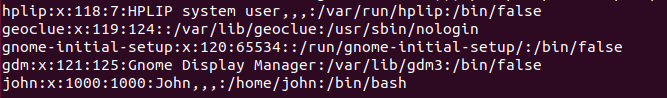 hplip:x:118:7:HPLIP system user,,,:/var/run/hplip:/bin/false
geoclue:x:119:124::/var/lib/geoclue:/usr/sbin/nologin
gnome-initial-setup:x:120:65534::/run/gnome-initial-setup/:/bin/false
gdm:x:121:125:Gnome Display Manager:/var/lib/gdm3:/bin/false
john:x:1000:1000:John,,,:/home/john:/bin/bash